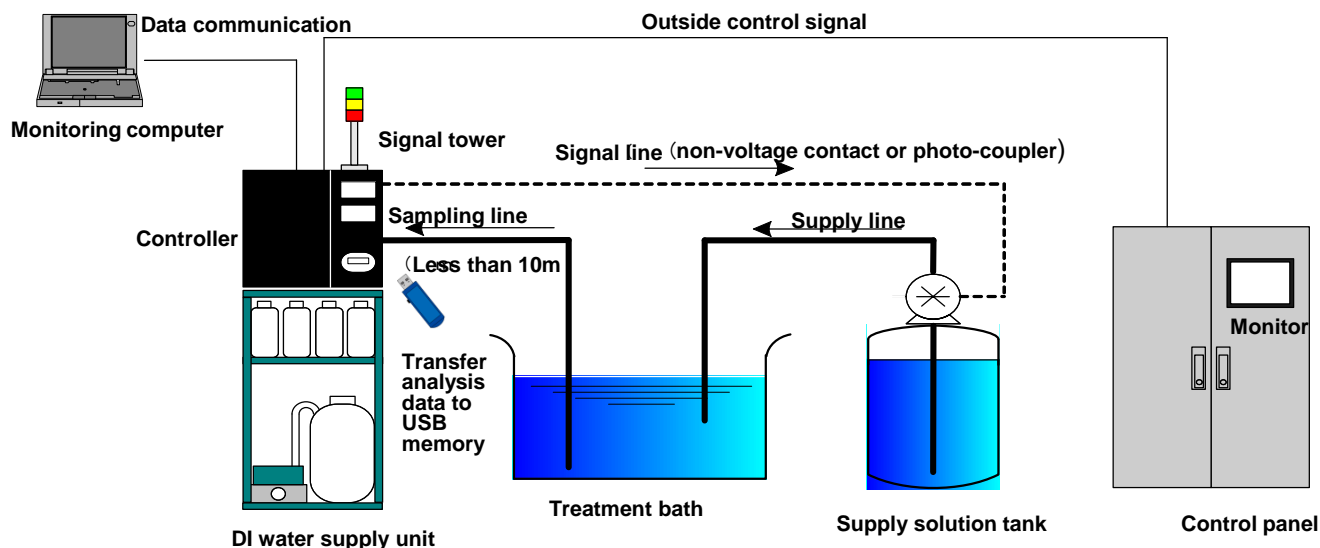 Data communication
Outside control signal
Monitoring computer
Signal tower
Signal line (non-voltage contact or photo-coupler)
Sampling line
Supply line
Controller
(Less than 10m
Monitor
Transfer
analysis
data to
USB
memory
Treatment bath
Supply solution tank
Control panel
DI water supply unit